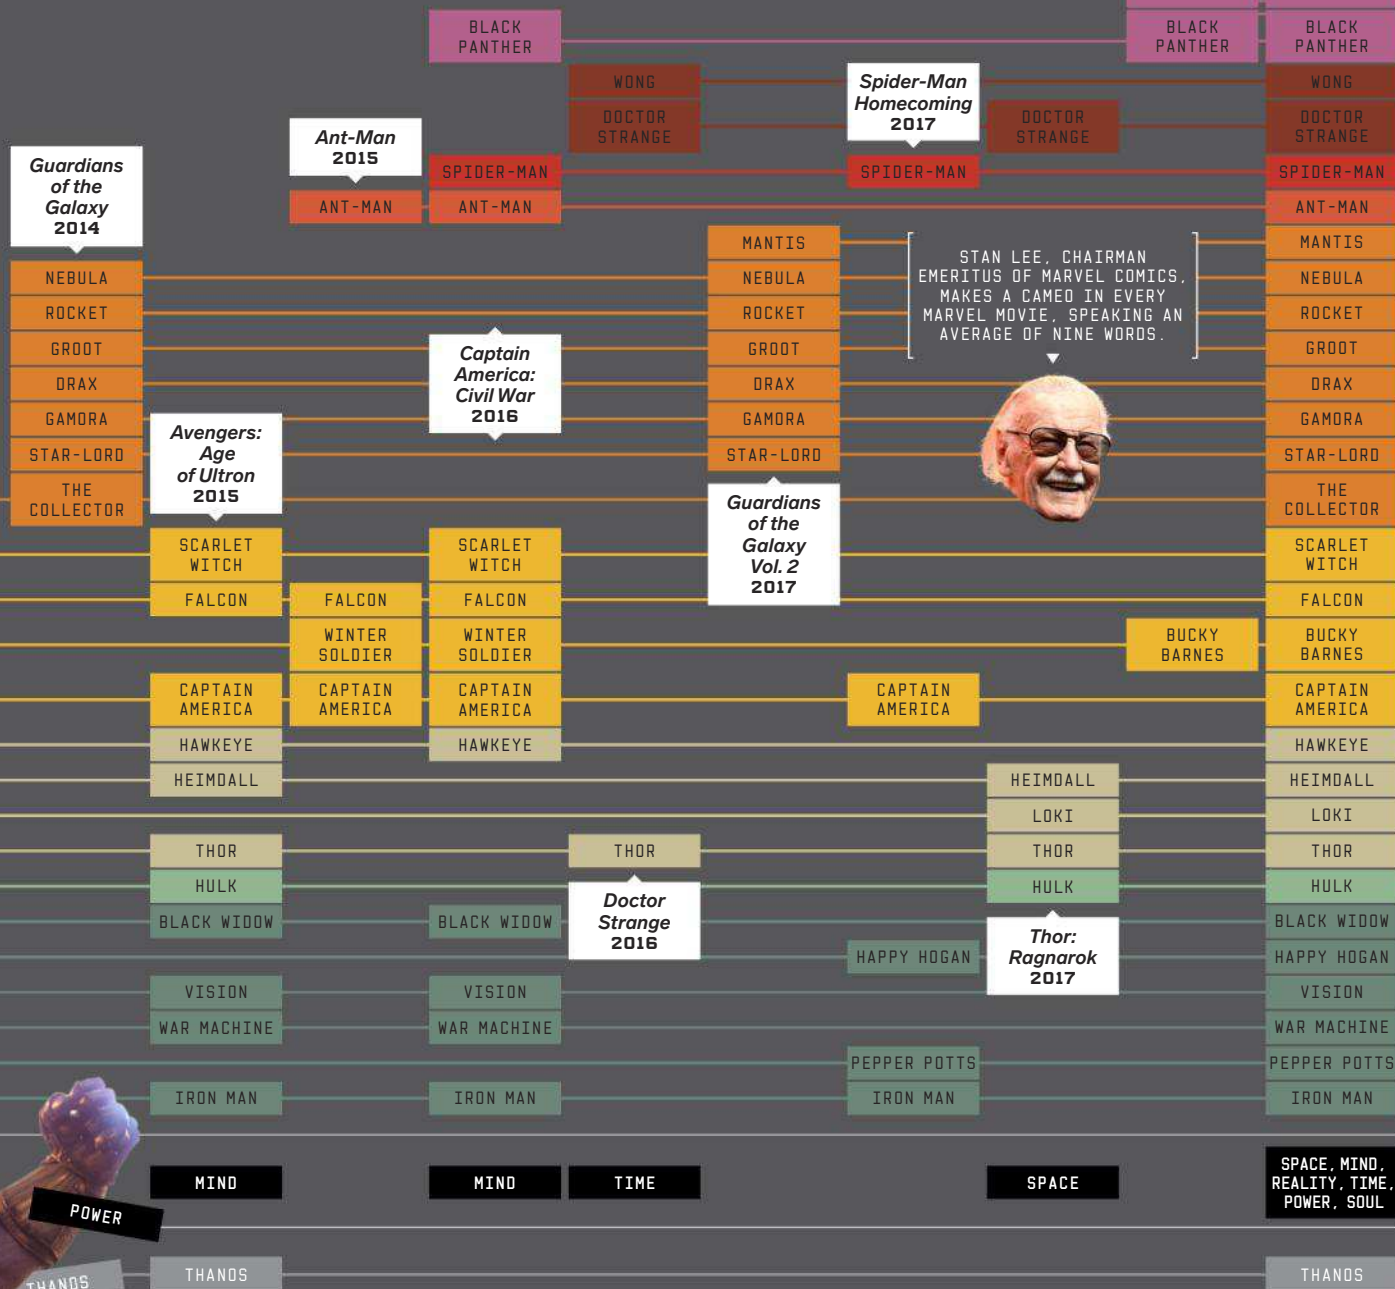 BLACK
PANTHER
BLACK
PANTHER
BLACK
PANTHER
WONG
Spider-Man
Homecoming
2017
WONG
DOCTOR
STRANGE
DOCTOR
STRANGE
DOCTOR
STRANGE
Ant-Man
2015
Guardians
of the
Galaxy
2014
SPIDER-MAN
SPIDER-MAN
SPIDER-MAN
ANT-MAN
ANT-MAN
ANT-MAN
MANTIS
MANTIS
STAN LEE, CHAIRMAN
EMERITUS OF MARVEL COMICS,
MAKES A CAMEO IN EVERY
MARVEL MOVIE, SPEAKING AN
AVERAGE OF NINE WORDS.
NEBULA
NEBULA
NEBULA
ROCKET
ROCKET
ROCKET
GROOT
Captain
America:
Civil War
2016
GROOT
GROOT
DRAX
DRAX
DRAX
GAMORA
GAMORA
GAMORA
Avengers:
Age
of Ultron
2015
STAR-LORD
STAR-LORD
STAR-LORD
THE
COLLECTOR
Guardians
of the
Galaxy
Vol. 2
2017
THE
COLLECTOR
SCARLET
WITCH
SCARLET
WITCH
SCARLET
WITCH
FALCON
FALCON
FALCON
FALCON
WINTER
SOLDIER
WINTER
SOLDIER
BUCKY
BARNES
BUCKY
BARNES
CAPTAIN
AMERICA
CAPTAIN
AMERICA
CAPTAIN
AMERICA
CAPTAIN
AMERICA
CAPTAIN
AMERICA
HAWKEYE
HAWKEYE
HAWKEYE
HEIMDALL
HEIMDALL
HEIMDALL
LOKI
LOKI
THOR
THOR
THOR
THOR
HULK
Doctor
Strange
2016
HULK
HULK
BLACK WIDOW
BLACK WIDOW
Thor:
Ragnarok
2017
BLACK WIDOW
HAPPY HOGAN
HAPPY HOGAN
VISION
VISION
VISION
WAR MACHINE
WAR MACHINE
WAR MACHINE
PEPPER POTTS
PEPPER POTTS
IRON MAN
IRON MAN
IRON MAN
IRON MAN
POWER
MIND
MIND
TIME
SPACE
SPACE, MIND,
REALITY, TIME,
POWER, SOUL
THANOS
THANOS
THANOS